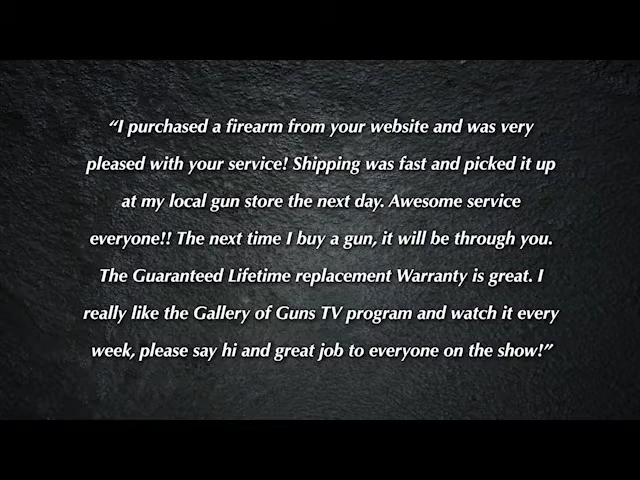 “I purchased a firearm from your website and was very
pleased with your service! Shipping was fast and picked it up
at my local gun store the next day. Awesome service
everyone!! The next time I buy a gun, it will be through you.
The Guaranteed Lifetime replacement Warranty is great. I
really like the Gallery of Guns TV program and watch it every
week, please say hi and great job to everyone on the show!”